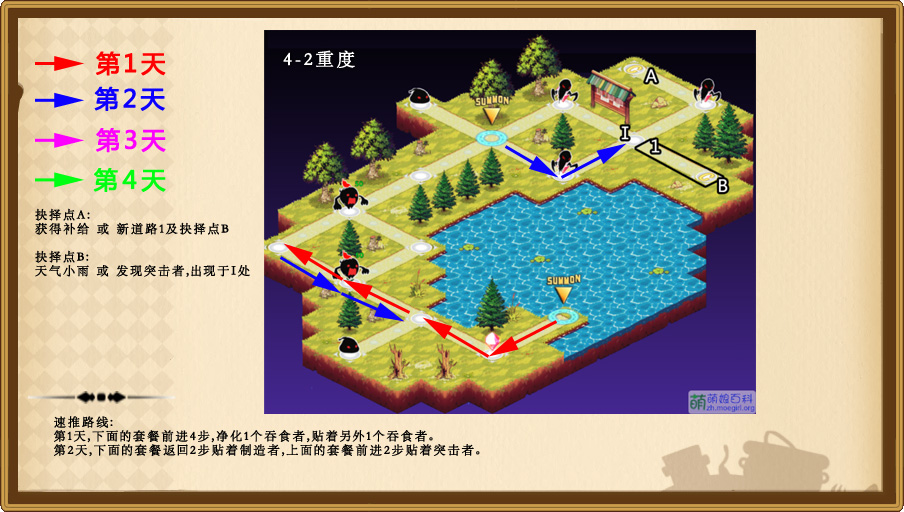 4-2重度
第1天
第2天
第3天
第4天
抉择点A:
获得补给 或 新道路1及抉择点B
抉择点B:
天气小雨 或 发现突击者,出现于I处
SUMMON
A
I
1
B
SUMMON
萌娘百科
zh.moegirl.org
速推路线:
第1天,下面的套餐前进4步,净化1个吞食者,贴着另外1个吞食者。
第2天,下面的套餐返回2步贴着制造者,上面的套餐前进2步贴着突击者。